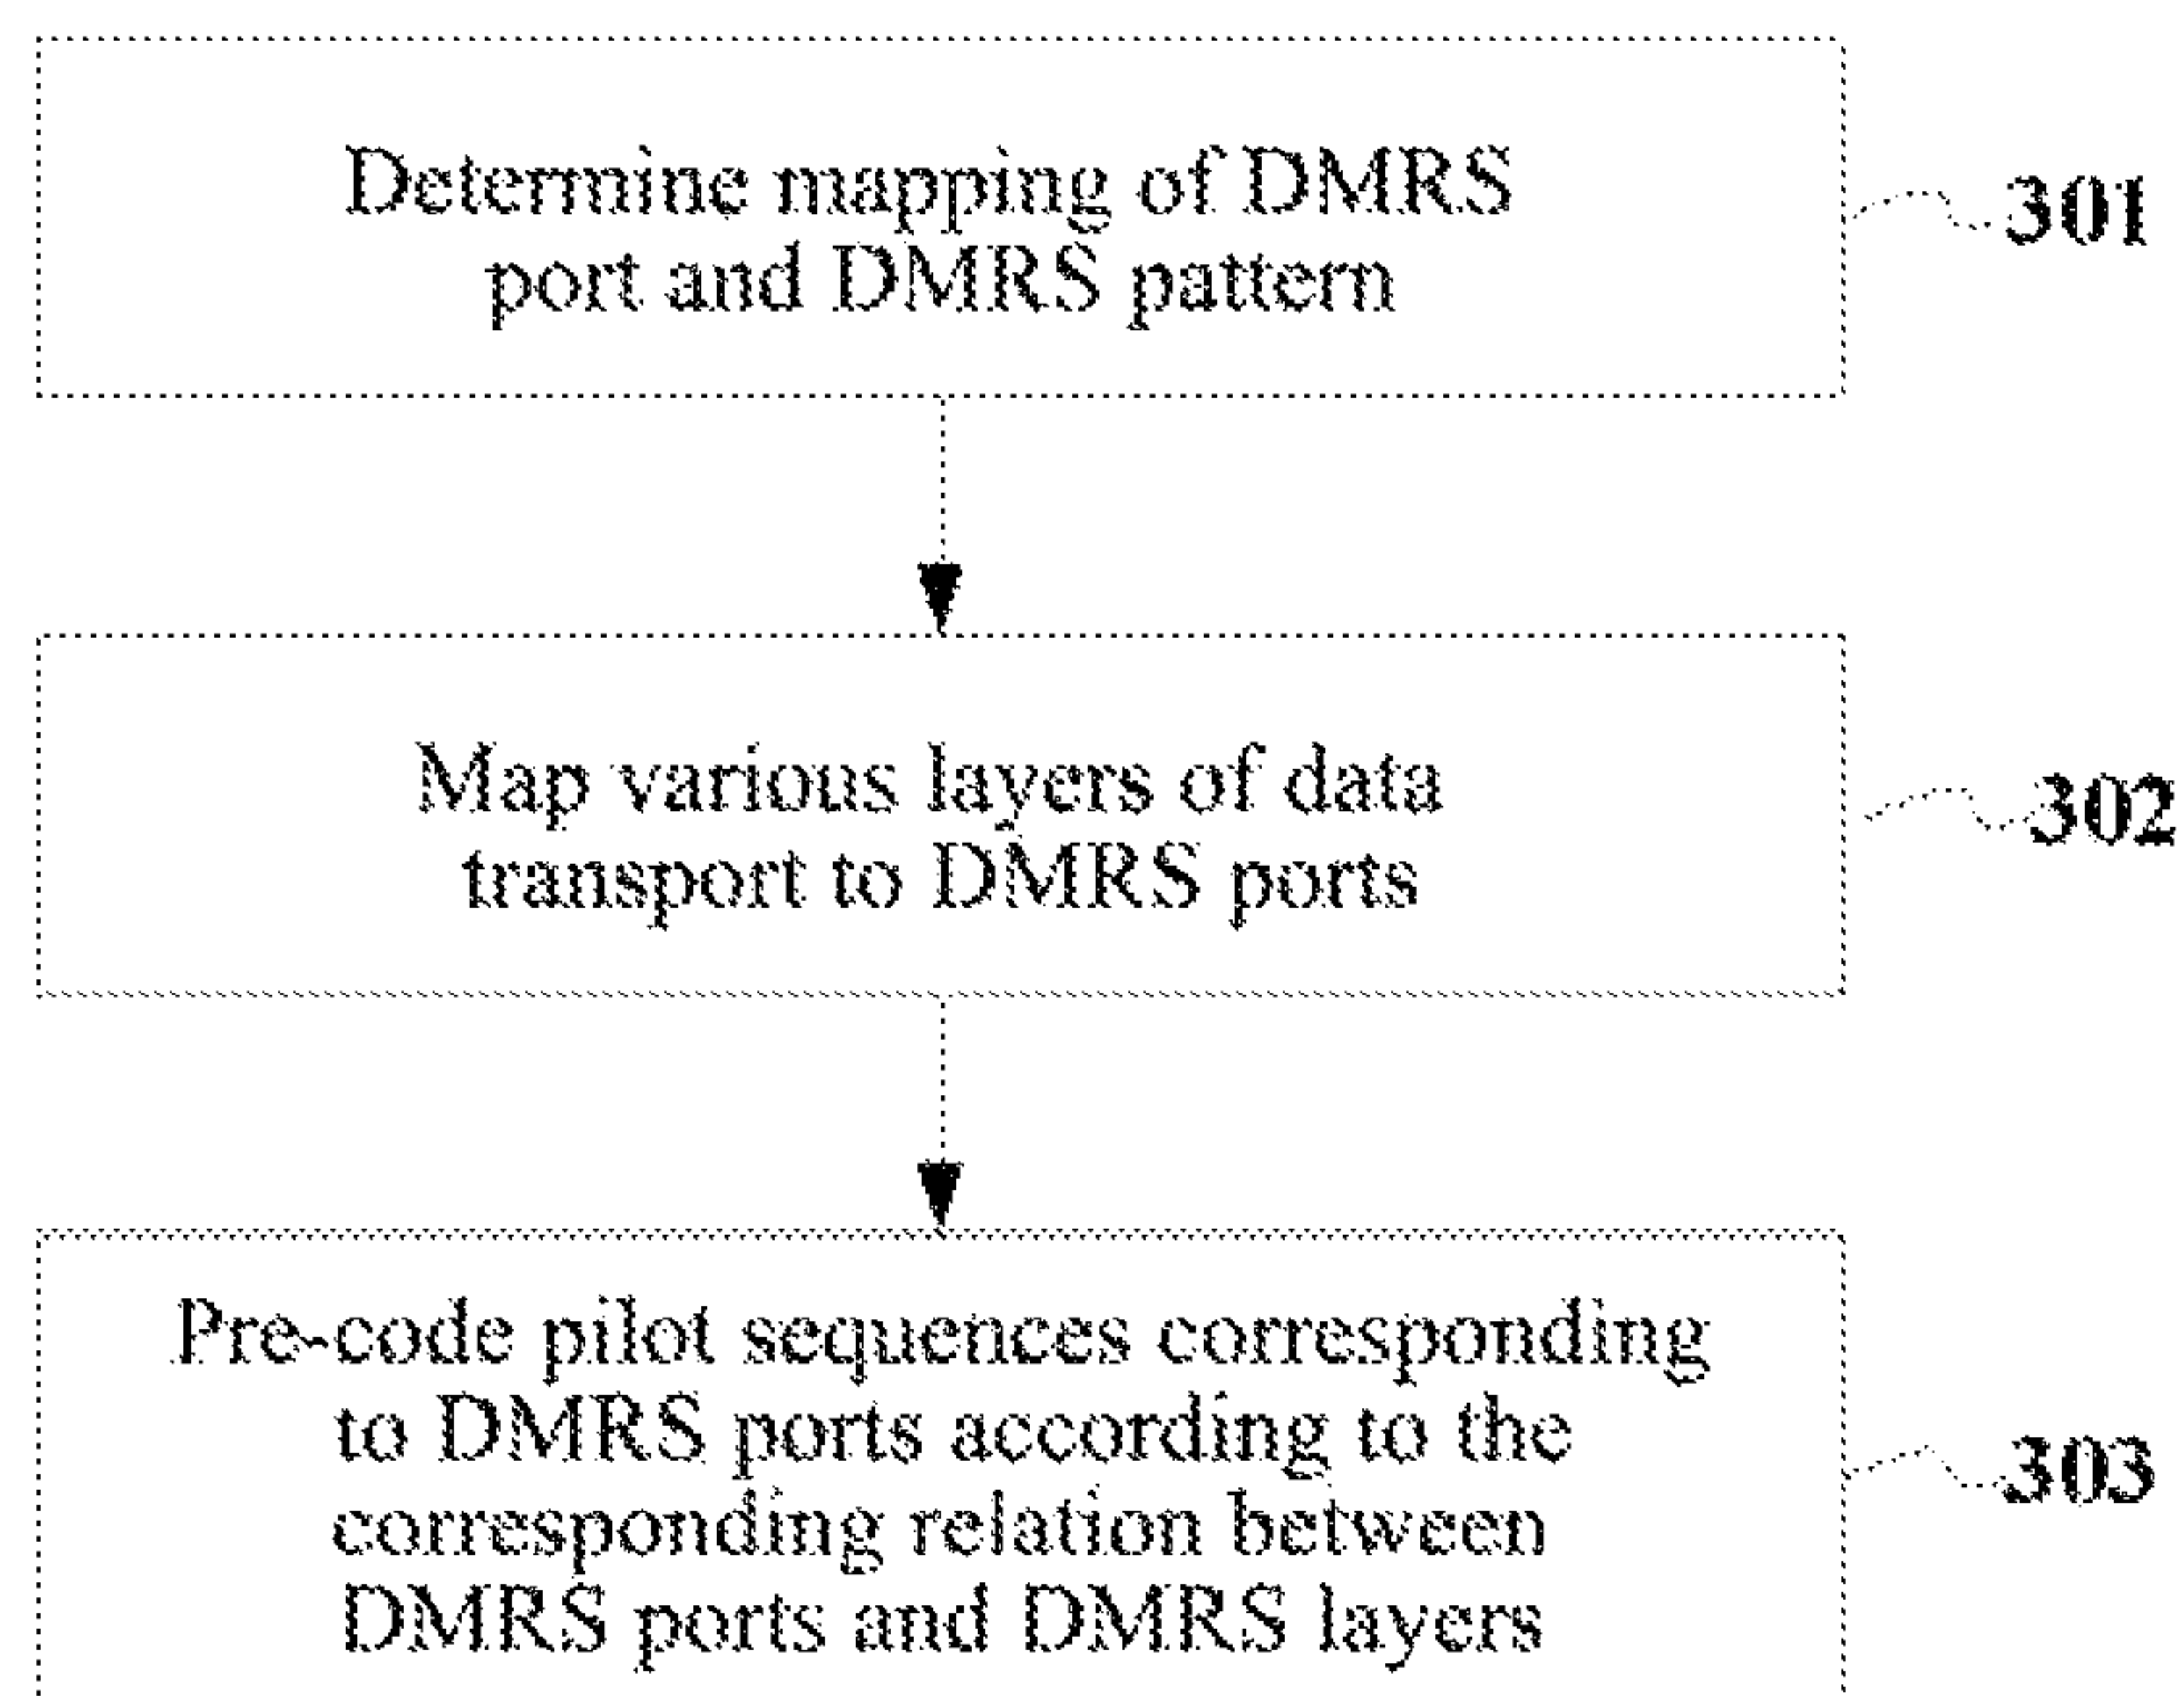 Determine mapping of DMRS
port and DMRS pattern
301
Map various layers of data
transport to DMRS ports
302
Pre-code pilot sequences corresponding
to DMRS ports according to the
corresponding relation between
DMRS ports and DMRS layers
303